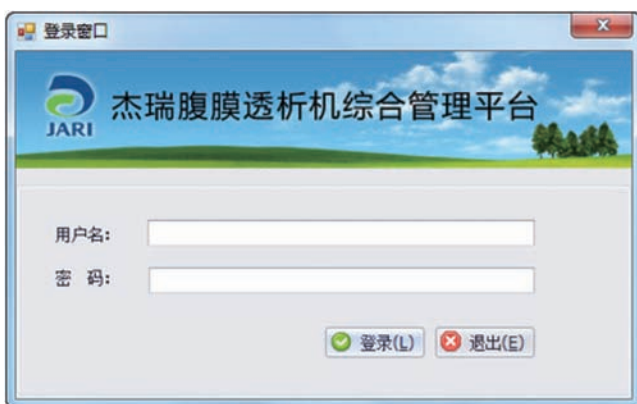 登录窗口
杰瑞腹膜透析机综合管理平台
JARI
用户名:
密 码:
登录(L) 退出(E)